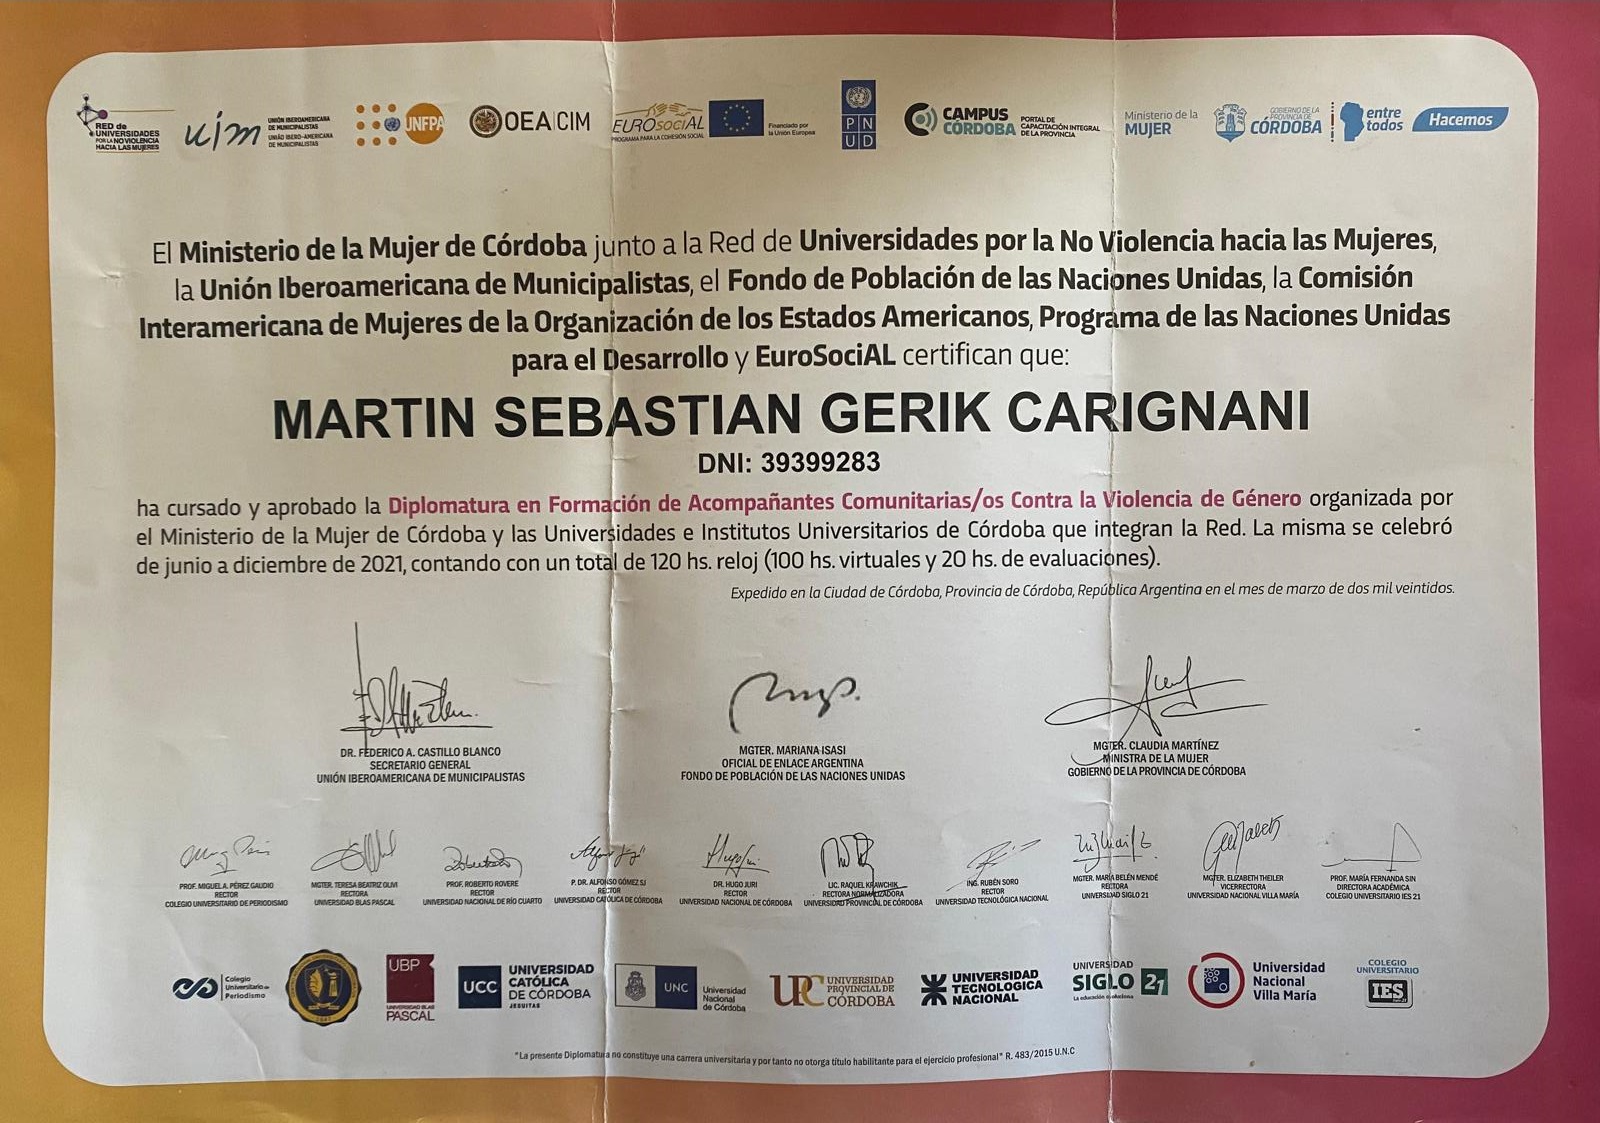 RED de
UNIVERSIDADES
POR LA NO VIOLENCIA
HACIA LAS MUJERES
uim
UNIÓN IBEROAMERICANA
DE MUNICIPALISTAS
UNIÃO IBERO-AMERICANA
DE MUNICIPALISTAS
UNFPA
OEA|CIM
EUROsociAL
PROGRAMA PARA LA COHESIÓN SOCIAL
Financiado por
la Unión Europea
P N
U D
CAMPUS
CÓRDOBA
PORTAL DE
CAPACITACIÓN INTEGRAL
DE LA PROVINCIA
Ministerio de la
MUJER
GOBIERNO DE LA
PROVINCIA DE
CÓRDOBA
entre
todos
Hacemos
El Ministerio de la Mujer de Córdoba junto a la Red de Universidades por la No Violencia hacia las Mujeres,
la Unión Iberoamericana de Municipalistas, el Fondo de Población de las Naciones Unidas, la Comisión
Interamericana de Mujeres de la Organización de los Estados Americanos, Programa de las Naciones Unidas
para el Desarrollo y EuroSociAL certifican que:
MARTIN SEBASTIAN GERIK CARIGNANI
DNI: 39399283
ha cursado y aprobado la Diplomatura en Formación de Acompañantes Comunitarias/os Contra la Violencia de Género organizada por
el Ministerio de la Mujer de Córdoba y las Universidades e Institutos Universitarios de Córdoba que integran la Red. La misma se celebró
de junio a diciembre de 2021, contando con un total de 120 hs. reloj (100 hs. virtuales y 20 hs. de evaluaciones).
Expedido en la Ciudad de Córdoba, Provincia de Córdoba, República Argentina en el mes de marzo de dos mil veintidos.
DR. FEDERICO A. CASTILLO BLANCO
SECRETARIO GENERAL
UNIÓN IBEROAMERICANA DE MUNICIPALISTAS
MGTER. MARIANA ISASI
OFICIAL DE ENLACE ARGENTINA
FONDO DE POBLACIÓN DE LAS NACIONES UNIDAS
MGTER. CLAUDIA MARTÍNEZ
MINISTRA DE LA MUJER
GOBIERNO DE LA PROVINCIA DE CÓRDOBA
PROF. MIGUEL A. PÉREZ GAUDIO
RECTOR
COLEGIO UNIVERSITARIO DE PERIODISMO
MGTER. TERESA BEATRIZ OLIVI
RECTORA
UNIVERSIDAD BLAS PASCAL
PROF. ROBERTO ROVERE
RECTOR
UNIVERSIDAD NACIONAL DE RÍO CUARTO
P. DR. ALFONSO GÓMEZ SJ
RECTOR
UNIVERSIDAD CATÓLICA DE CÓRDOBA
DR. HUGO JURI
RECTOR
UNIVERSIDAD NACIONAL DE CÓRDOBA
LIC. RAQUEL KRAWCHIK
RECTORA NORMALIZADORA
UNIVERSIDAD PROVINCIAL DE CÓRDOBA
ING. RUBÉN SORO
RECTOR
UNIVERSIDAD TECNOLÓGICA NACIONAL
MGTER. MARÍA BELÉN MENDÉ
RECTORA
UNIVERSIDAD SIGLO 21
MGTER. ELIZABETH THEILER
VICERRECTORA
UNIVERSIDAD NACIONAL VILLA MARÍA
PROF. MARÍA FERNANDA SIN
DIRECTORA ACADÉMICA
COLEGIO UNIVERSITARIO IES 21
Colegio
Universitario de
Periodismo
UBP
UNIVERSIDAD BLAS
PASCAL
UCC
UNIVERSIDAD
CATÓLICA
DE CÓRDOBA
JESUITAS
UNC
Universidad
Nacional
de Córdoba
UPC
UNIVERSIDAD
PROVINCIAL DE
CÓRDOBA
UNIVERSIDAD
TECNOLÓGICA
NACIONAL
UNIVERSIDAD
SIGLO 21
La educación evoluciona
Universidad
Nacional
Villa María
COLEGIO
UNIVERSITARIO
IES
"La presente Diplomatura no constituye una carrera universitaria y por tanto no otorga título habilitante para el ejercicio profesional" R. 483/2015 U.N.C